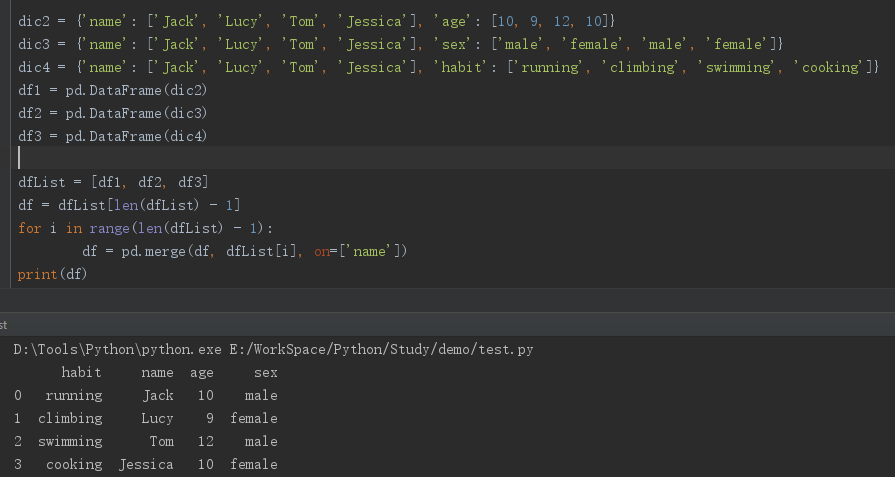 dic2 = {'name': ['Jack', 'Lucy', 'Tom', 'Jessica'], 'age': [10, 9, 12, 10]}
dic3 = {'name': ['Jack', 'Lucy', 'Tom', 'Jessica'], 'sex': ['male', 'female', 'male', 'female']}
dic4 = {'name': ['Jack', 'Lucy', 'Tom', 'Jessica'], 'habit': ['running', 'climbing', 'swimming', 'cooking']}
df1 = pd.DataFrame(dic2)
df2 = pd.DataFrame(dic3)
df3 = pd.DataFrame(dic4)
dfList = [df1, df2, df3]
df = dfList[len(dfList) - 1]
for i in range(len(dfList) - 1):
        df = pd.merge(df, dfList[i], on=['name'])
print(df)
st
D:\Tools\Python\python.exe E:/WorkSpace/Python/Study/demo/test.py
      habit     name  age     sex
0   running     Jack   10    male
1  climbing     Lucy    9  female
2  swimming      Tom   12    male
3   cooking  Jessica   10  female